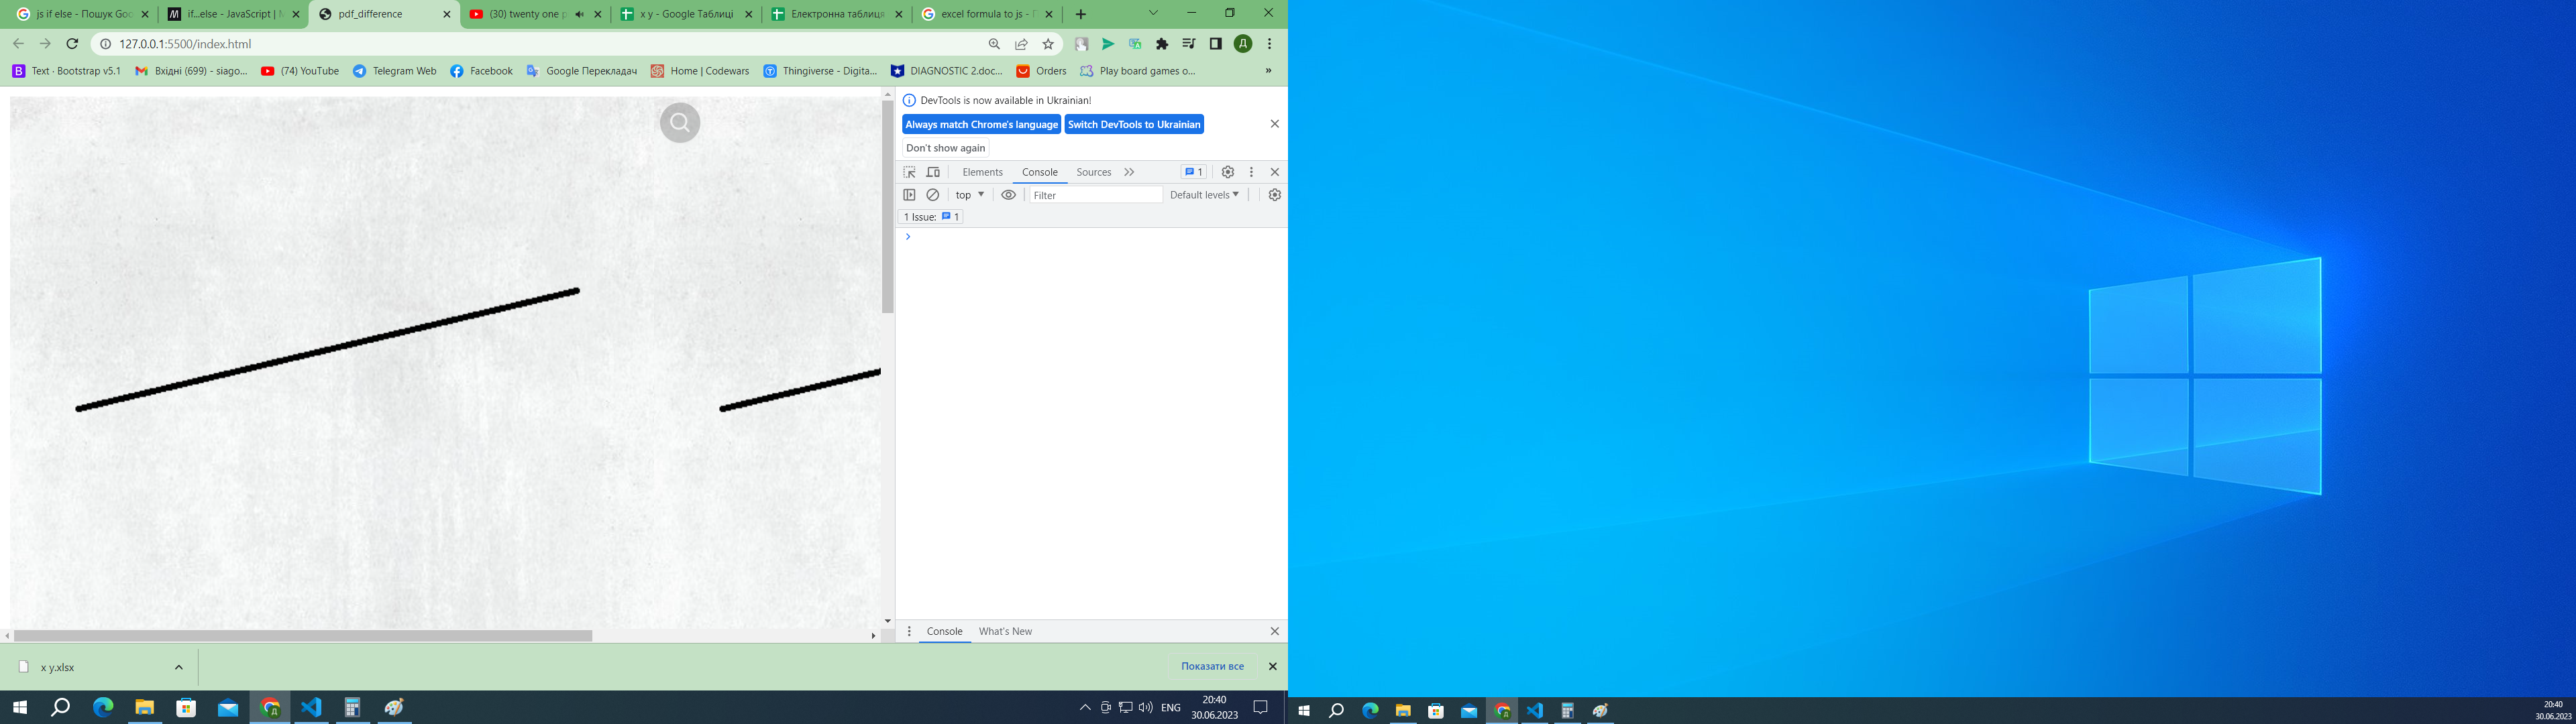 js if else - Пошук Goo
if...else - JavaScript | M
pdf_difference
(30) twenty one p
x y - Google Таблиці
Електронна таблиця
excel formula to js - П
127.0.0.1:5500/index.html
Д
Text · Bootstrap v5.1
Вхідні (699) - siago...
(74) YouTube
Telegram Web
Facebook
Google Перекладач
Home | Codewars
Thingiverse - Digita...
DIAGNOSTIC 2.doc...
Orders
Play board games o...
»
DevTools is now available in Ukrainian!
Always match Chrome's language
Switch DevTools to Ukrainian
Don't show again
Elements
Console
Sources
1
top
Filter
Default levels
1 Issue:
1
Console
What's New
x y.xlsx
Показати все
ENG
20:40
30.06.2023
20:40
30.06.2023